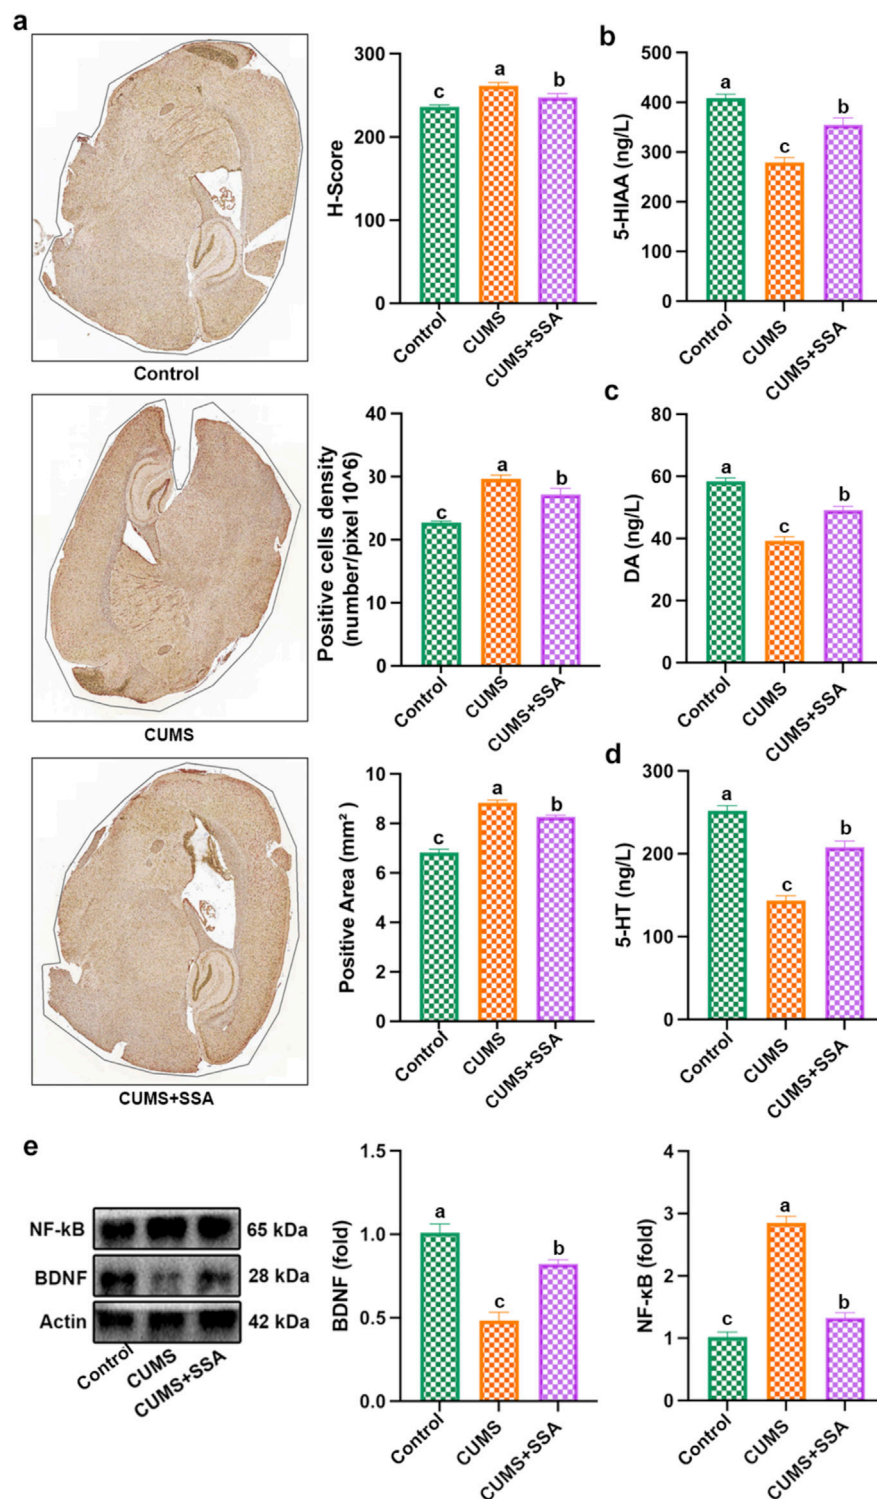 a
Control
CUMS
CUMS+SSA
H-Score
300
200
100
0
c
a
b
Control
CUMS
CUMS+SSA
Positive cells density
(number/pixel 10^6)
40
30
20
10
0
c
a
b
Control
CUMS
CUMS+SSA
Positive Area (mm²)
10
8
6
4
2
0
c
a
b
Control
CUMS
CUMS+SSA
b
5-HIAA (ng/L)
500
400
300
200
100
0
a
c
b
Control
CUMS
CUMS+SSA
c
DA (ng/L)
80
60
40
20
0
a
c
b
Control
CUMS
CUMS+SSA
d
5-HT (ng/L)
300
200
100
0
a
c
b
Control
CUMS
CUMS+SSA
e
NF-kB 65 kDa
BDNF 28 kDa
Actin 42 kDa
Control
CUMS
CUMS+SSA
BDNF (fold)
1.5
1.0
0.5
0.0
a
c
b
Control
CUMS
CUMS+SSA
NF-κB (fold)
4
3
2
1
0
c
a
b
Control
CUMS
CUMS+SSA